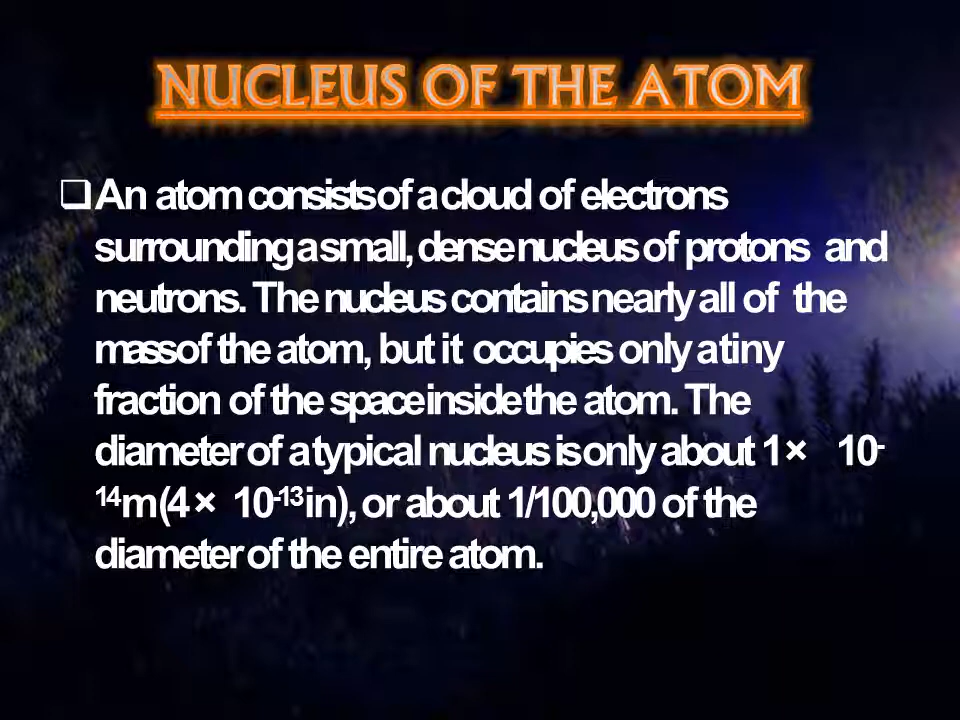 NUCLEUS OF THE ATOM
❑ An atom consists of a cloud of electrons
surrounding a small, dense nucleus of protons and
neutrons. The nucleus contains nearly all of the
mass of the atom, but it occupies only a tiny
fraction of the space inside the atom. The
diameter of a typical nucleus is only about 1 × 10⁻
¹⁴ m (4 × 10⁻¹³ in), or about 1/100,000 of the
diameter of the entire atom.